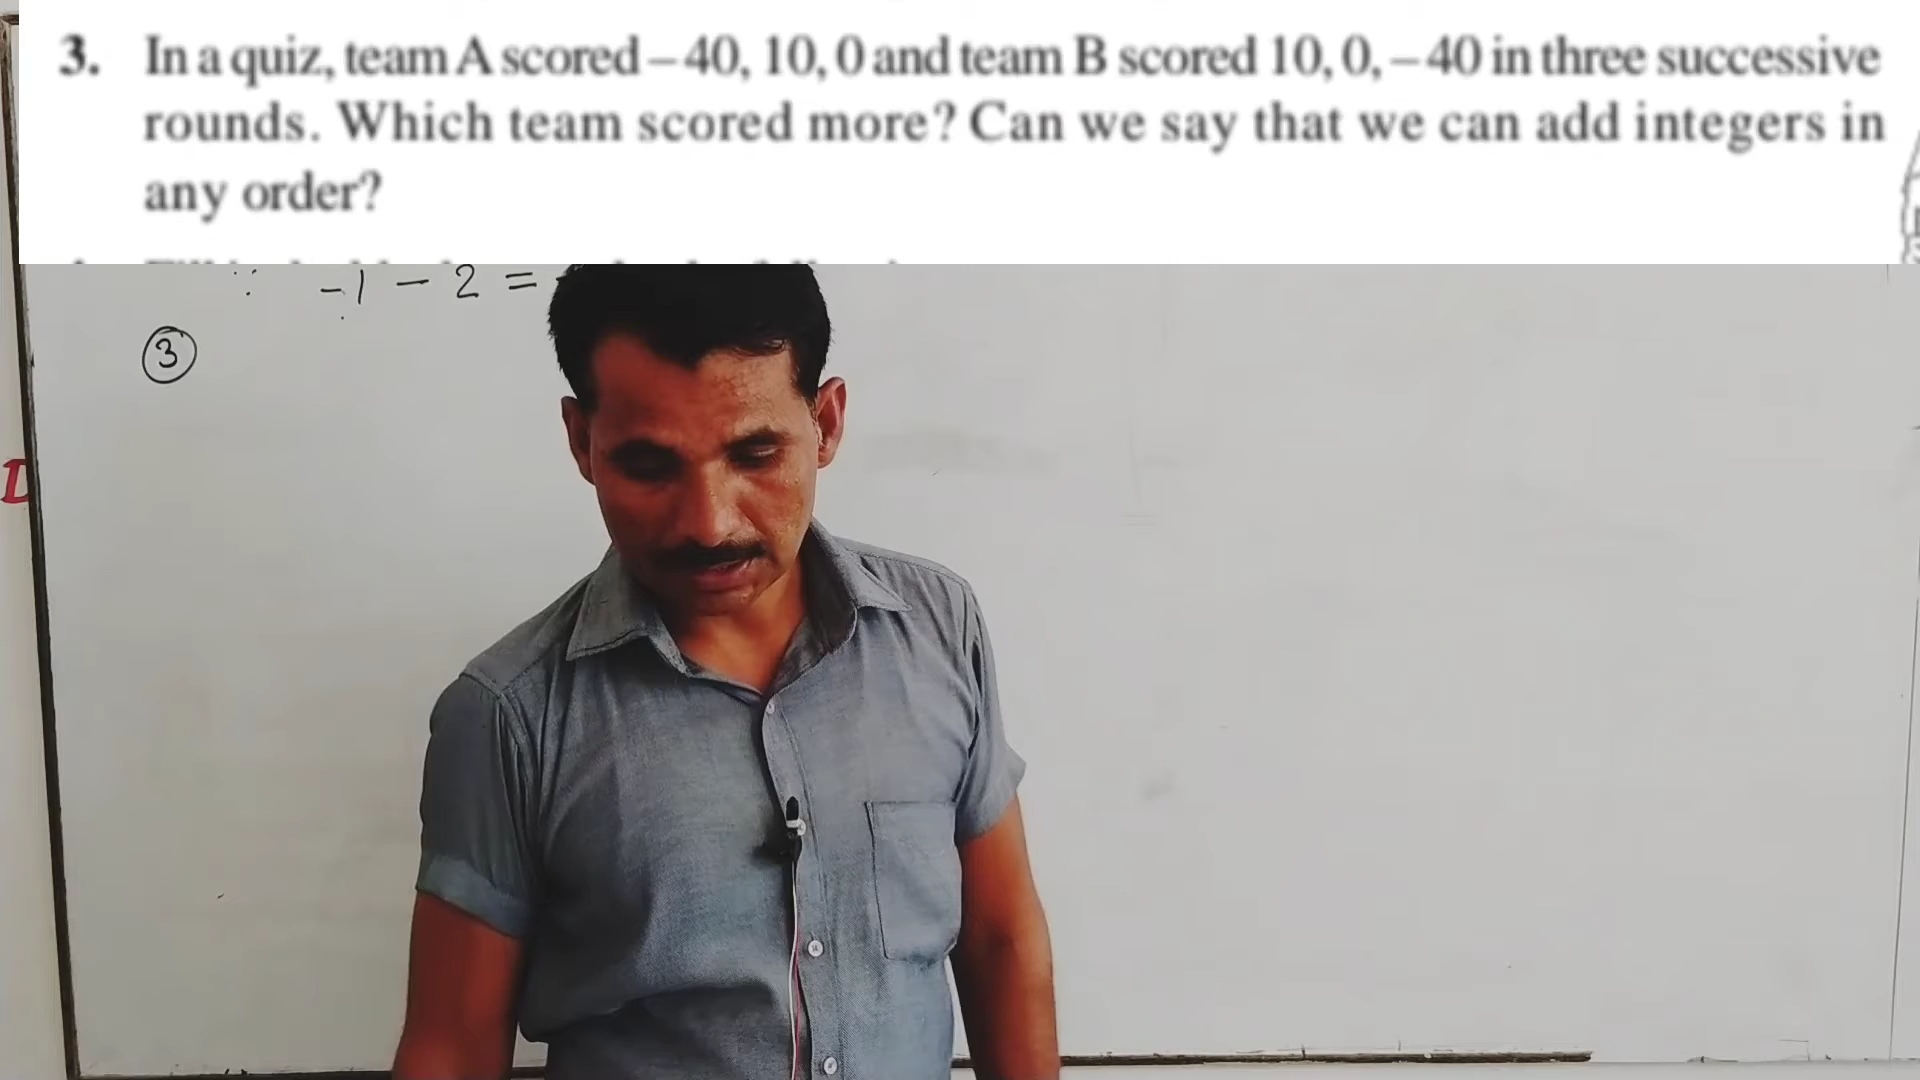 3. In a quiz, team A scored – 40, 10, 0 and team B scored 10, 0, – 40 in three successive
rounds. Which team scored more? Can we say that we can add integers in
any order?
∵ -1 - 2 =
③